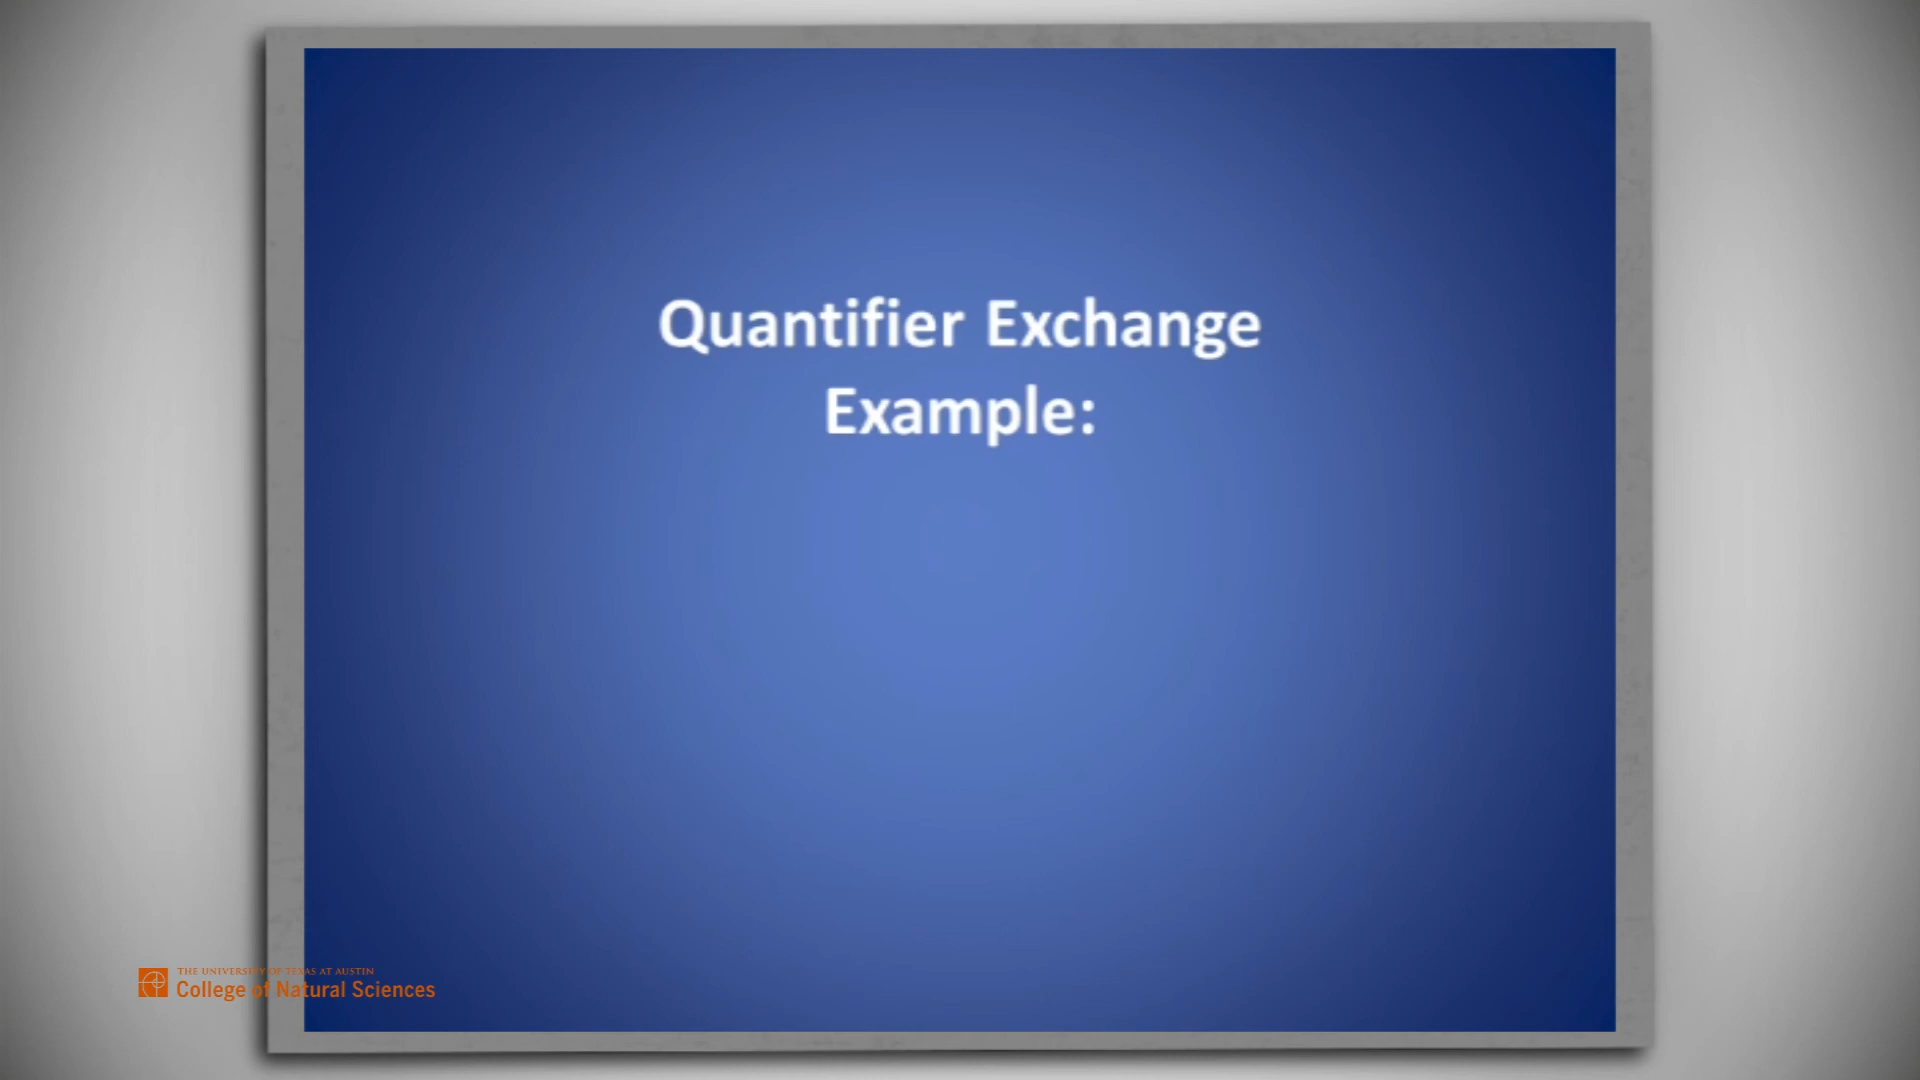 Quantifier Exchange
Example:
THE UNIVERSITY OF TEXAS AT AUSTIN
College of Natural Sciences